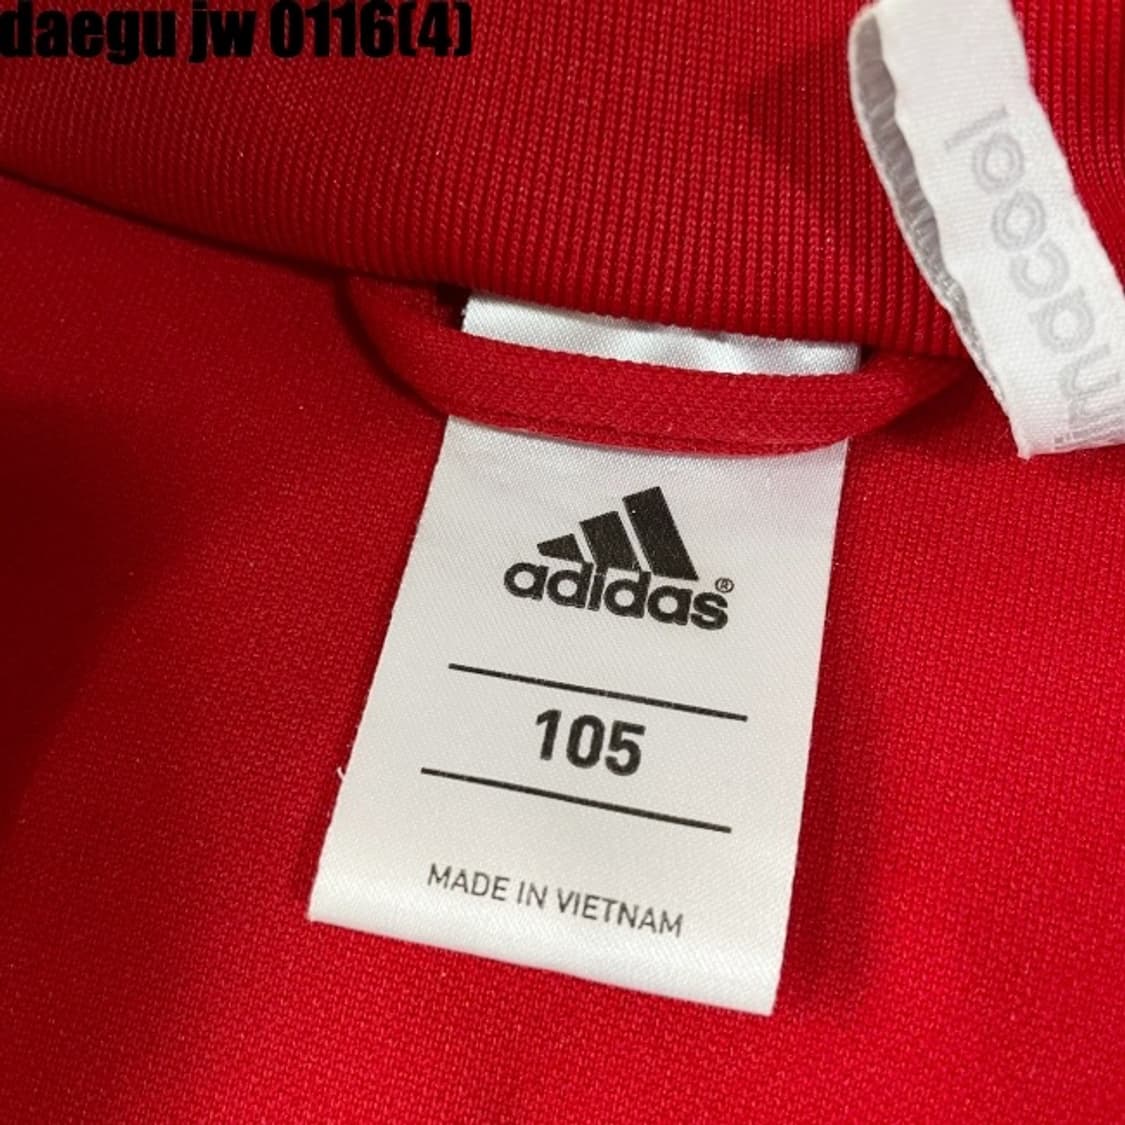 daegu jw 0116(4)
macool
adidas®
105
MADE IN VIETNAM